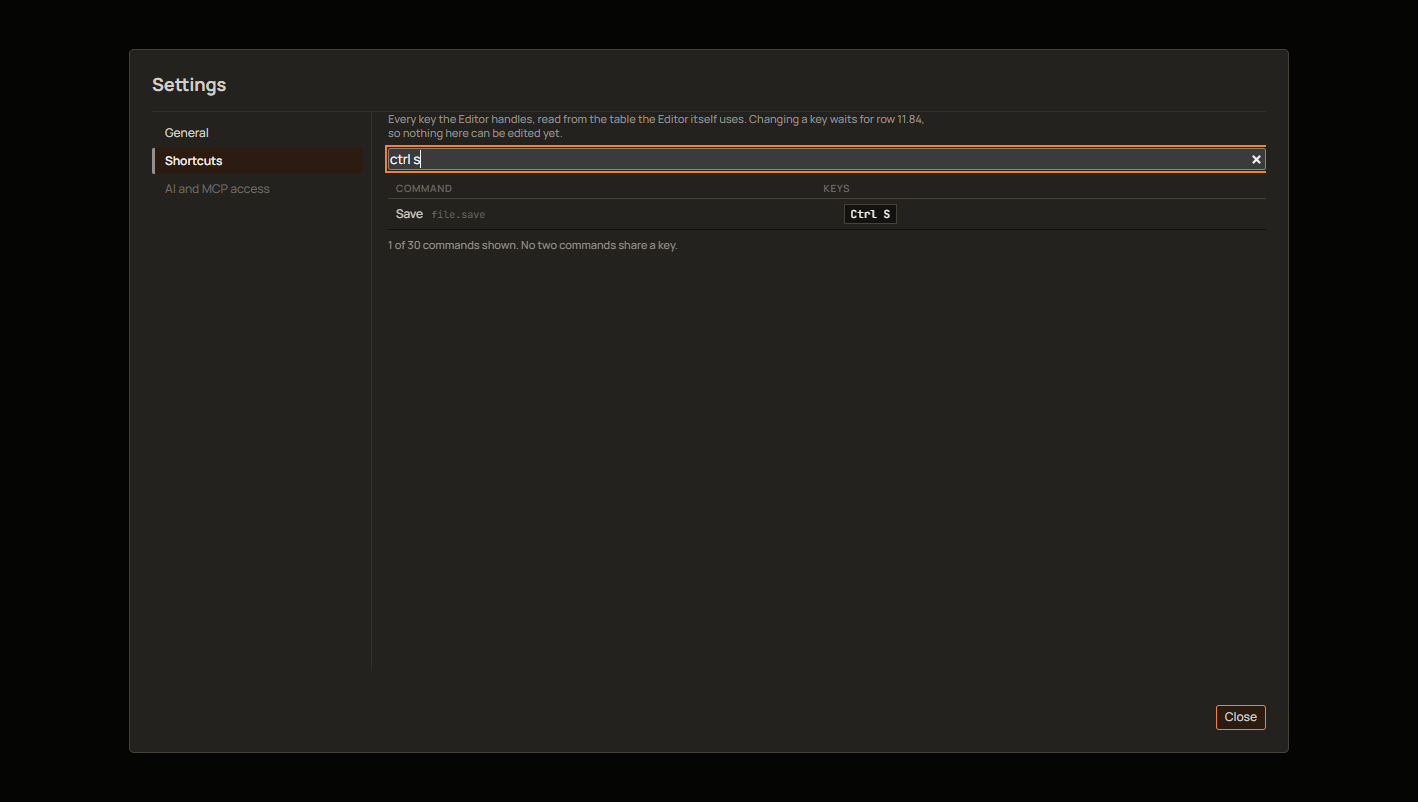 Settings
General
Shortcuts
AI and MCP access
Every key the Editor handles, read from the table the Editor itself uses. Changing a key waits for row 11.84,
so nothing here can be edited yet.
ctrl s
COMMAND KEYS
Save file.save Ctrl S
1 of 30 commands shown. No two commands share a key.
Close